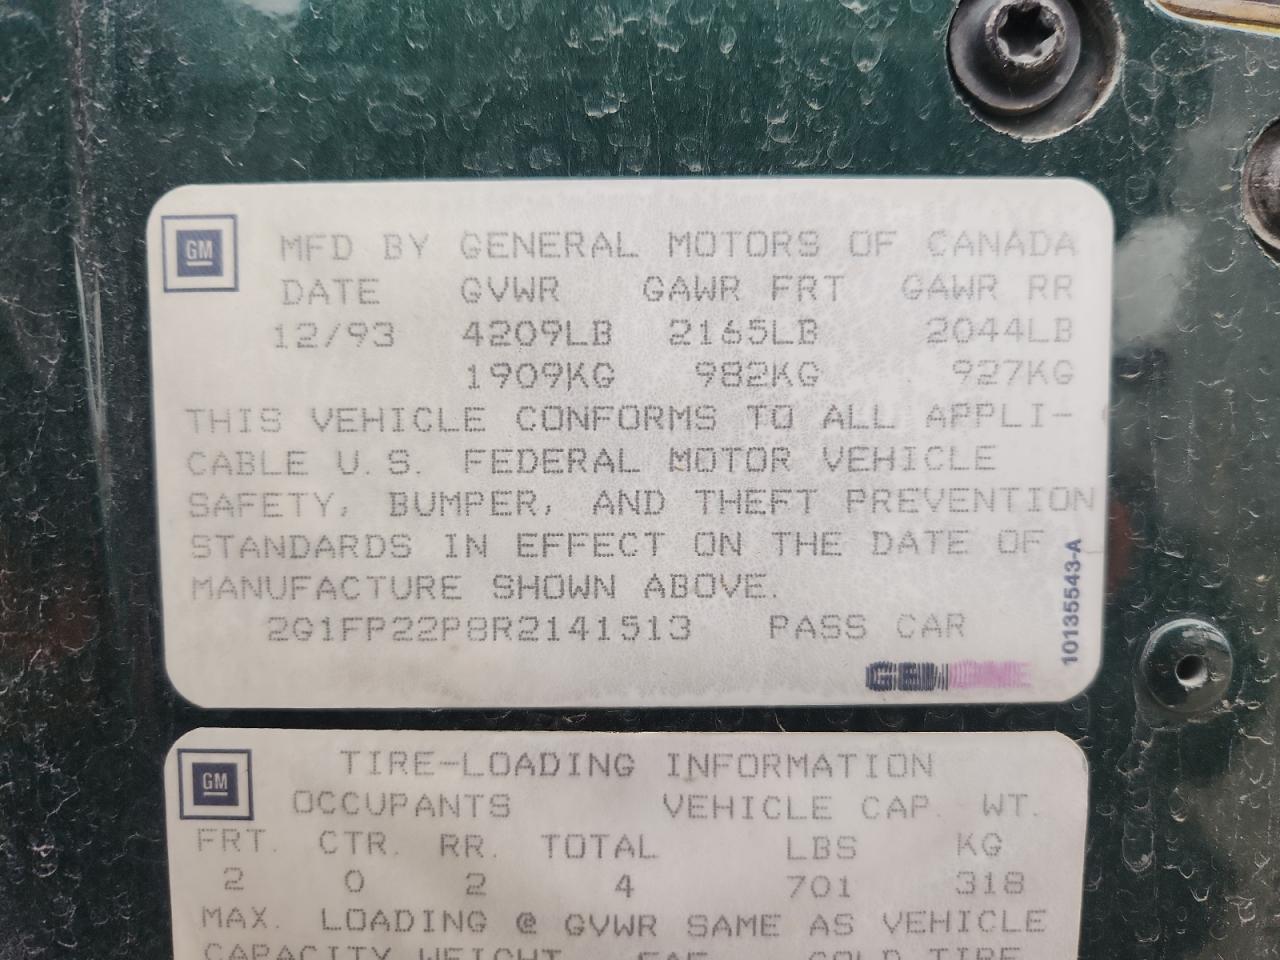 GM
MFD BY GENERAL MOTORS OF CANADA
DATE GVWR GAWR FRT GAWR RR
12/93 4209LB 2165LB 2044LB
1909KG 982KG 927KG
THIS VEHICLE CONFORMS TO ALL APPLI-
CABLE U.S. FEDERAL MOTOR VEHICLE
SAFETY, BUMPER, AND THEFT PREVENTION
STANDARDS IN EFFECT ON THE DATE OF
MANUFACTURE SHOWN ABOVE.
2G1FP22P8R2141513 PASS CAR
10135543-A
GM
TIRE-LOADING INFORMATION
OCCUPANTS VEHICLE CAP. WT.
FRT. CTR. RR. TOTAL LBS KG
2 0 2 4 701 318
MAX. LOADING @ GVWR SAME AS VEHICLE
CAPACITY WEIGHT COLD TIRE